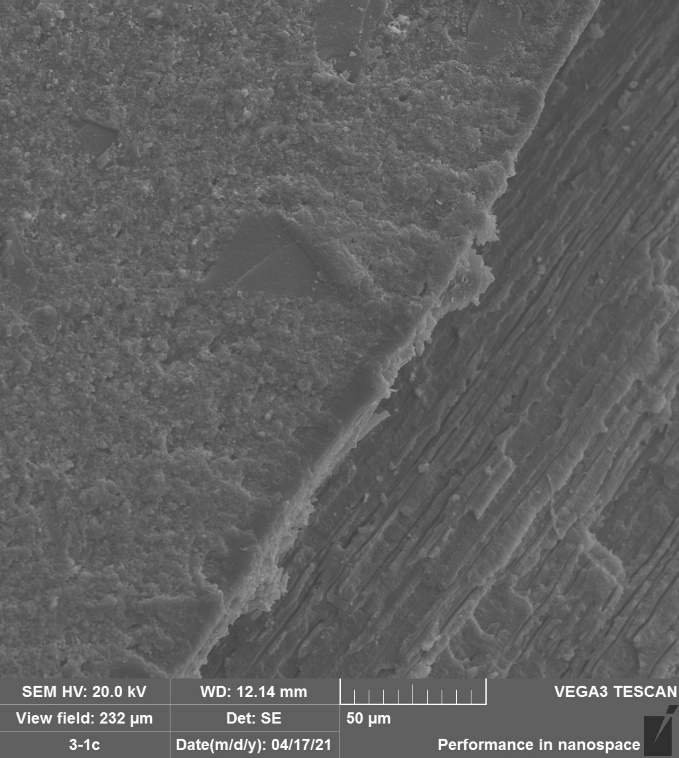 SEM HV: 20.0 kV WD: 12.14 mm VEGA3 TESCAN
View field: 232 µm Det: SE 50 µm
3-1c Date(m/d/y): 04/17/21 Performance in nanospace